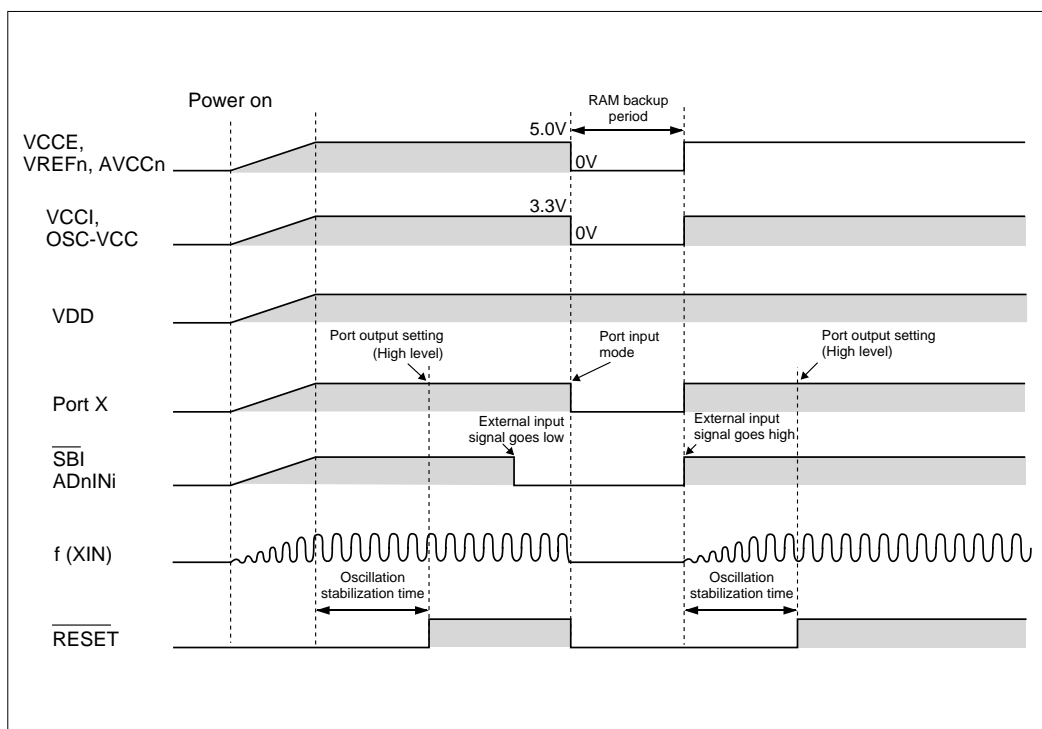 Power on
RAM backup
period
VCCE,
VREFn, AVCCn
5.0V
0V
VCCI,
OSC-VCC
3.3V
0V
VDD
Port output setting
(High level)
Port input
mode
Port output setting
(High level)
Port X
External input
signal goes low
External input
signal goes high
SBI
ADnINi
f (XIN)
Oscillation
stabilization time
Oscillation
stabilization time
RESET